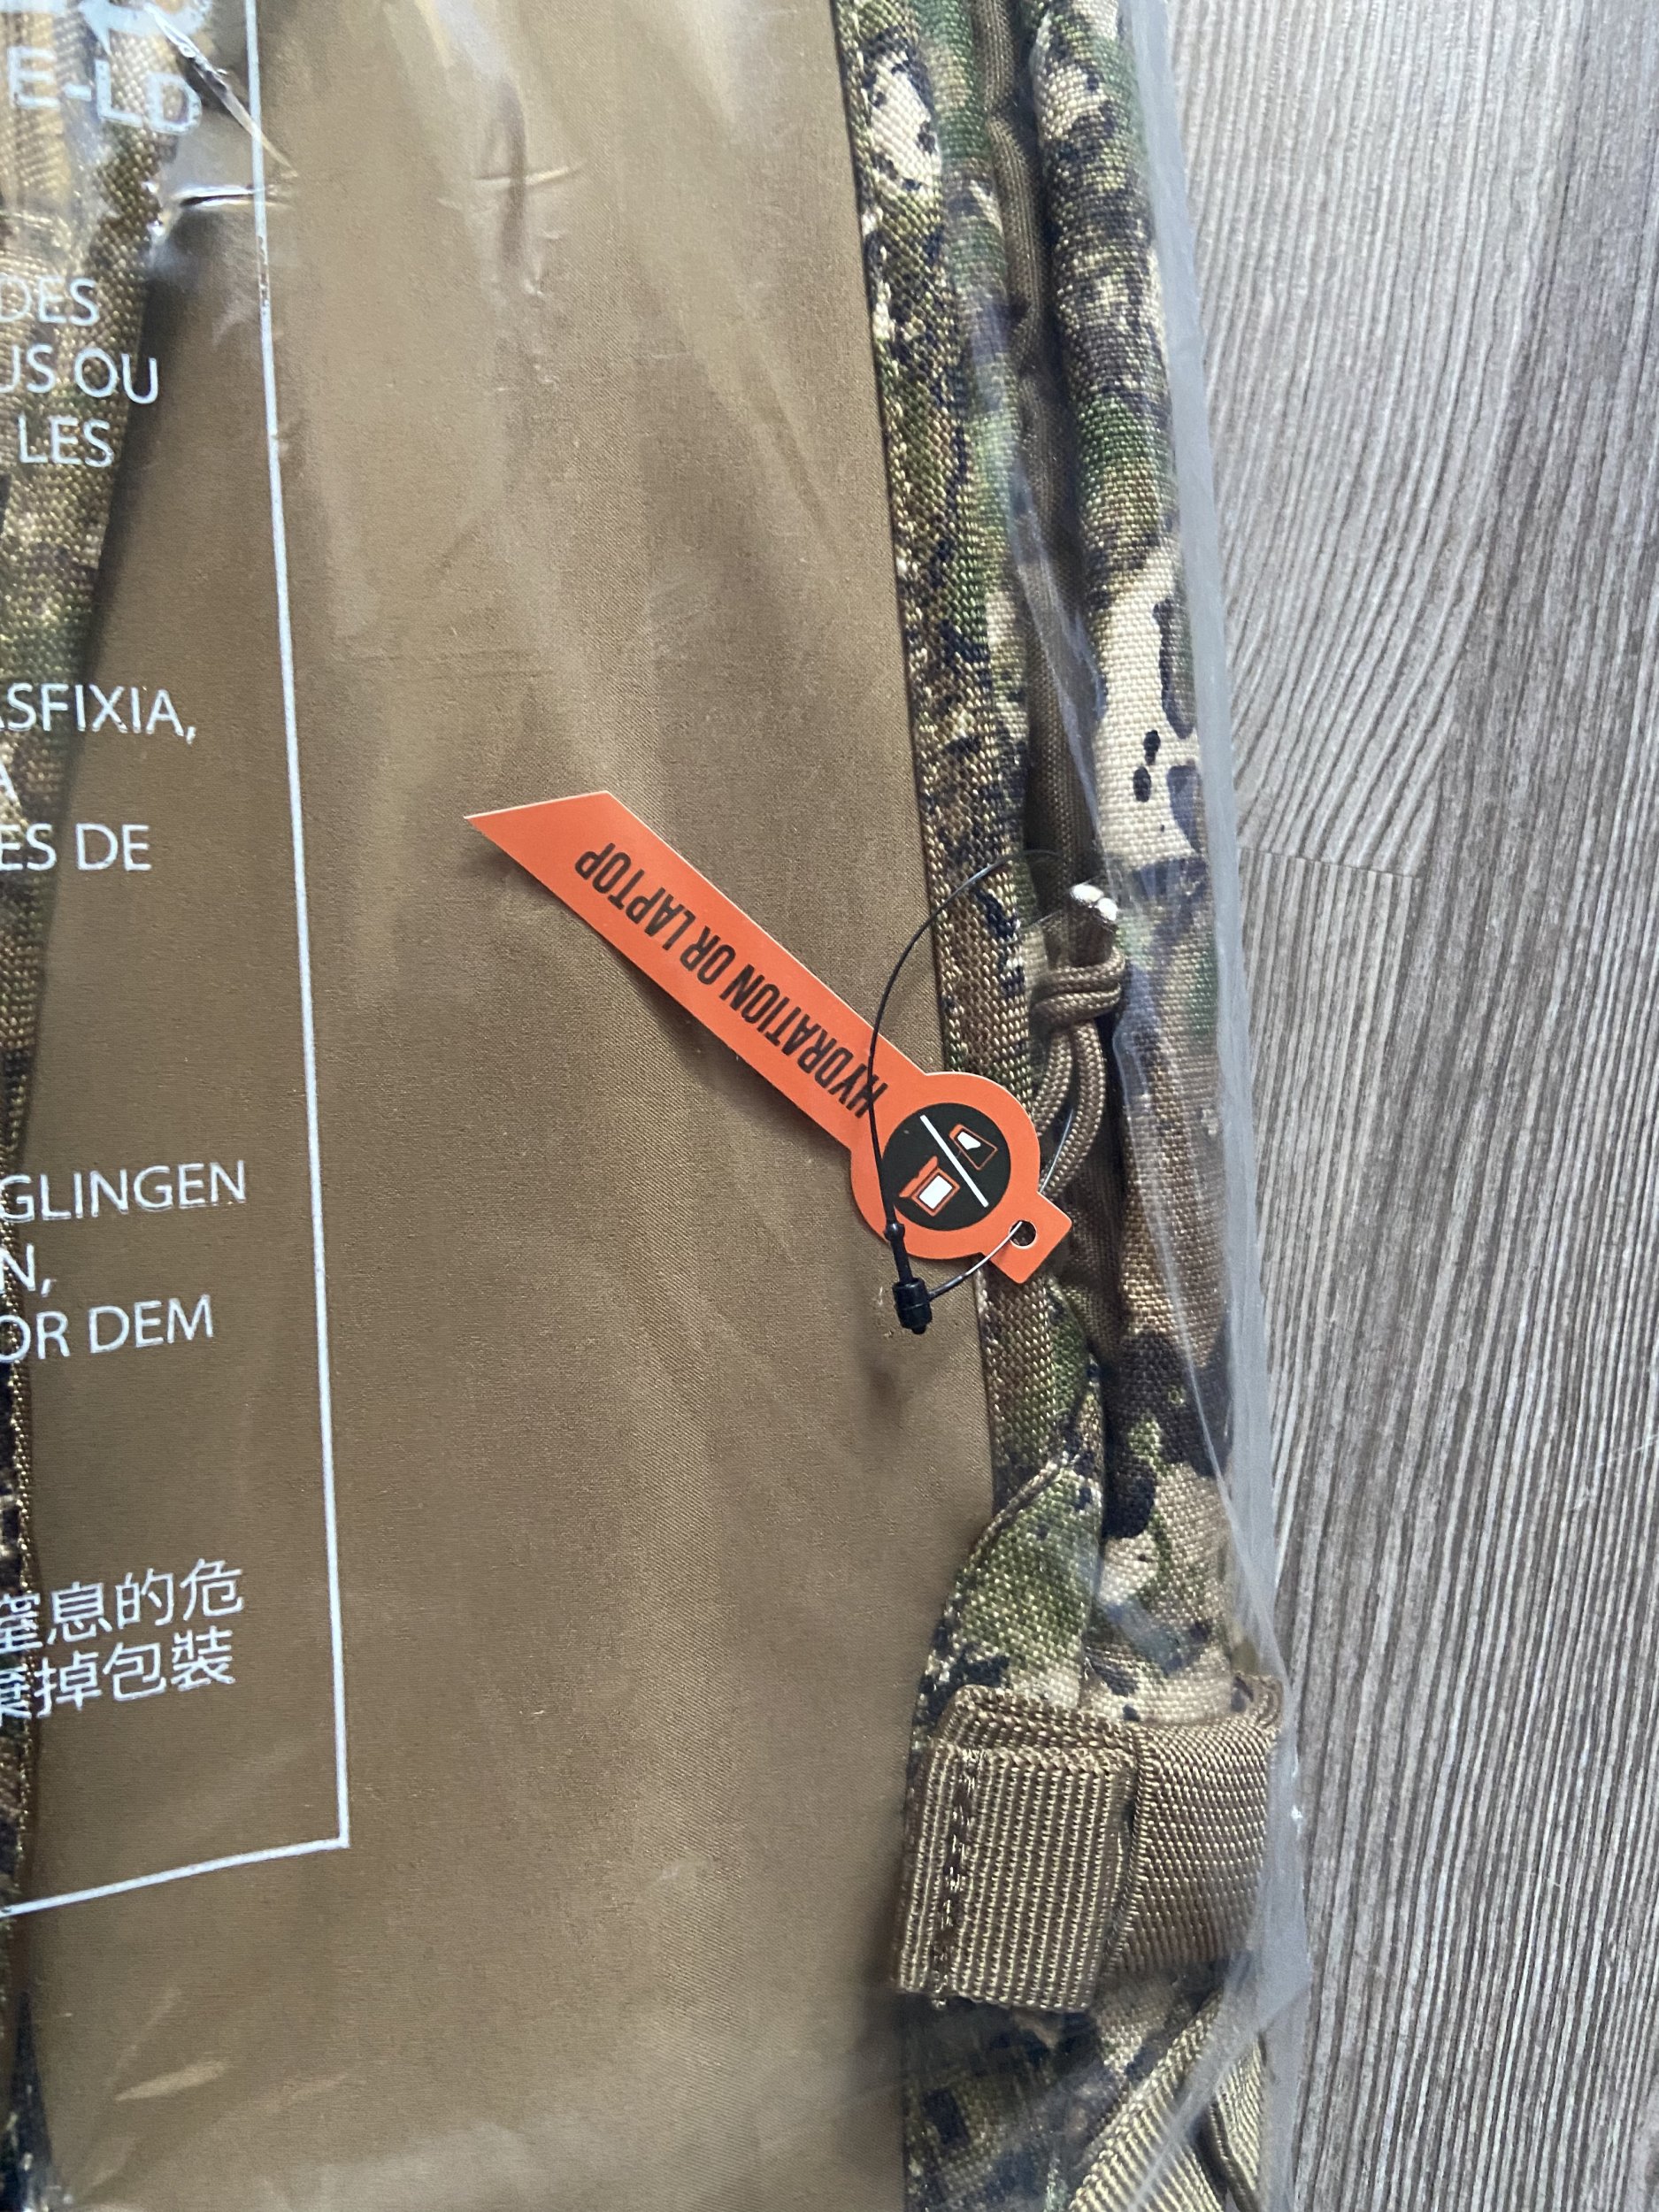 E-LD
DES
US OU
LES
ASFIXIA,
A
ES DE
HYDRATION OR LAPTOP
GLINGEN
N,
OR DEM
窒息的危
棄掉包裝